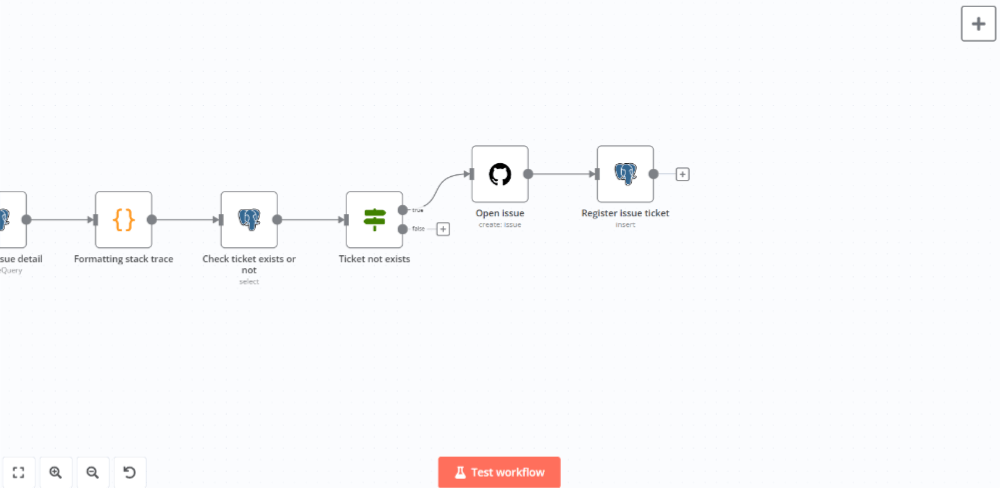 Open issue
create: issue
Register issue ticket
insert
true
false
sue detail
Query
Formatting stack trace
Check ticket exists or
not
select
Ticket not exists
Test workflow